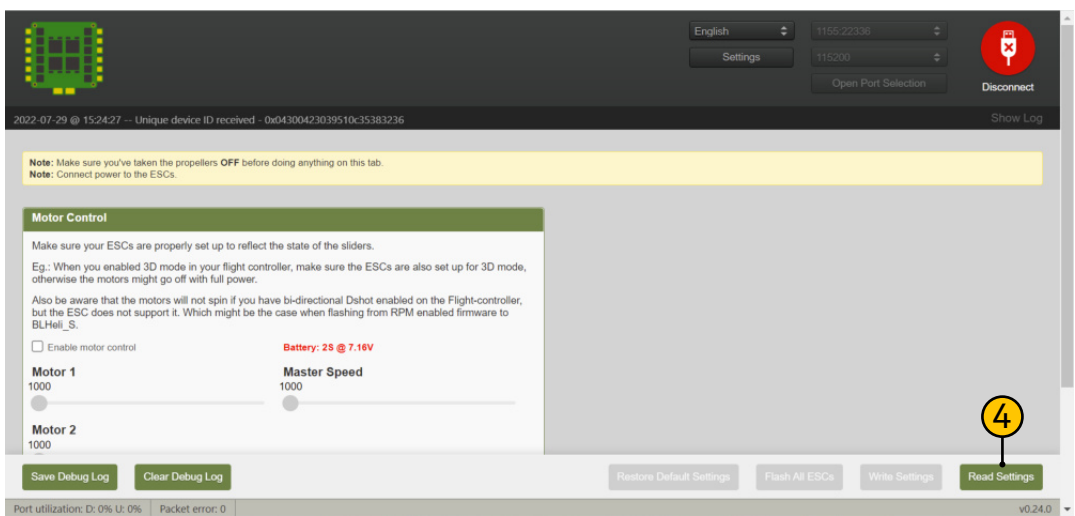 English
1155:22336
Settings
115200
Open Port Selection
Disconnect
2022-07-29 @ 15:24:27 -- Unique device ID received - 0x04300423039510c35383236
Show Log
Note: Make sure you've taken the propellers OFF before doing anything on this tab.
Note: Connect power to the ESCs.
Motor Control
Make sure your ESCs are properly set up to reflect the state of the sliders.
Eg.: When you enabled 3D mode in your flight controller, make sure the ESCs are also set up for 3D mode,
otherwise the motors might go off with full power.
Also be aware that the motors will not spin if you have bi-directional Dshot enabled on the Flight-controller,
but the ESC does not support it. Which might be the case when flashing from RPM enabled firmware to
BLHeli_S.
Enable motor control
Battery: 2S @ 7.16V
Motor 1
1000
Master Speed
1000
Motor 2
1000
4
Save Debug Log
Clear Debug Log
Restore Default Settings
Flash All ESCs
Write Settings
Read Settings
Port utilization: D: 0% U: 0%
Packet error: 0
v0.24.0